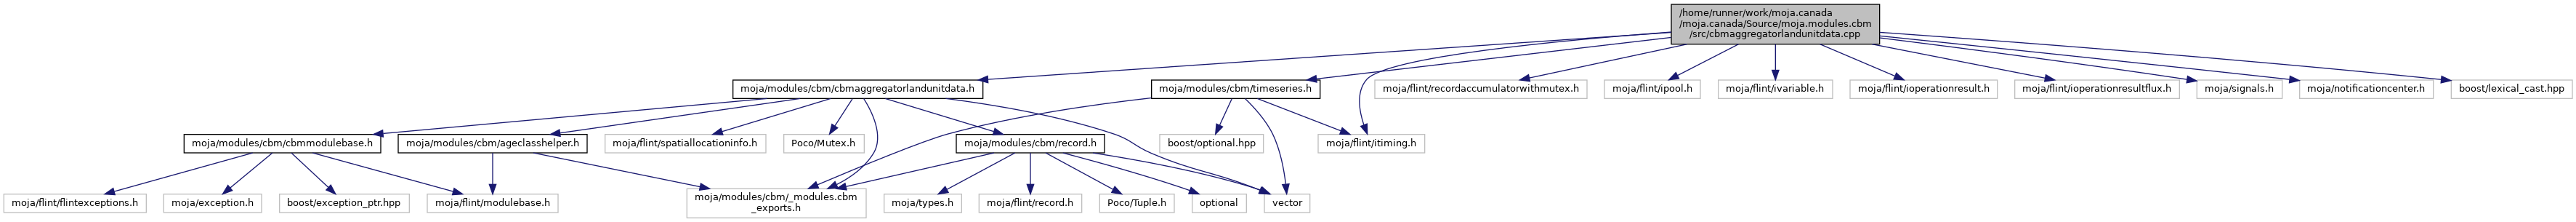 /home/runner/work/moja.canada
/moja.canada/Source/moja.modules.cbm
/src/cbmaggregatorlandunitdata.cpp
moja/modules/cbm/cbmaggregatorlandunitdata.h
moja/modules/cbm/timeseries.h
moja/flint/recordaccumulatorwithmutex.h
moja/flint/ipool.h
moja/flint/ivariable.h
moja/flint/ioperationresult.h
moja/flint/ioperationresultflux.h
moja/signals.h
moja/notificationcenter.h
boost/lexical_cast.hpp
moja/modules/cbm/cbmmodulebase.h
moja/modules/cbm/ageclasshelper.h
moja/flint/spatiallocationinfo.h
Poco/Mutex.h
moja/modules/cbm/record.h
boost/optional.hpp
moja/flint/itiming.h
moja/flint/flintexceptions.h
moja/exception.h
boost/exception_ptr.hpp
moja/flint/modulebase.h
moja/modules/cbm/_modules.cbm
_exports.h
moja/types.h
moja/flint/record.h
Poco/Tuple.h
optional
vector